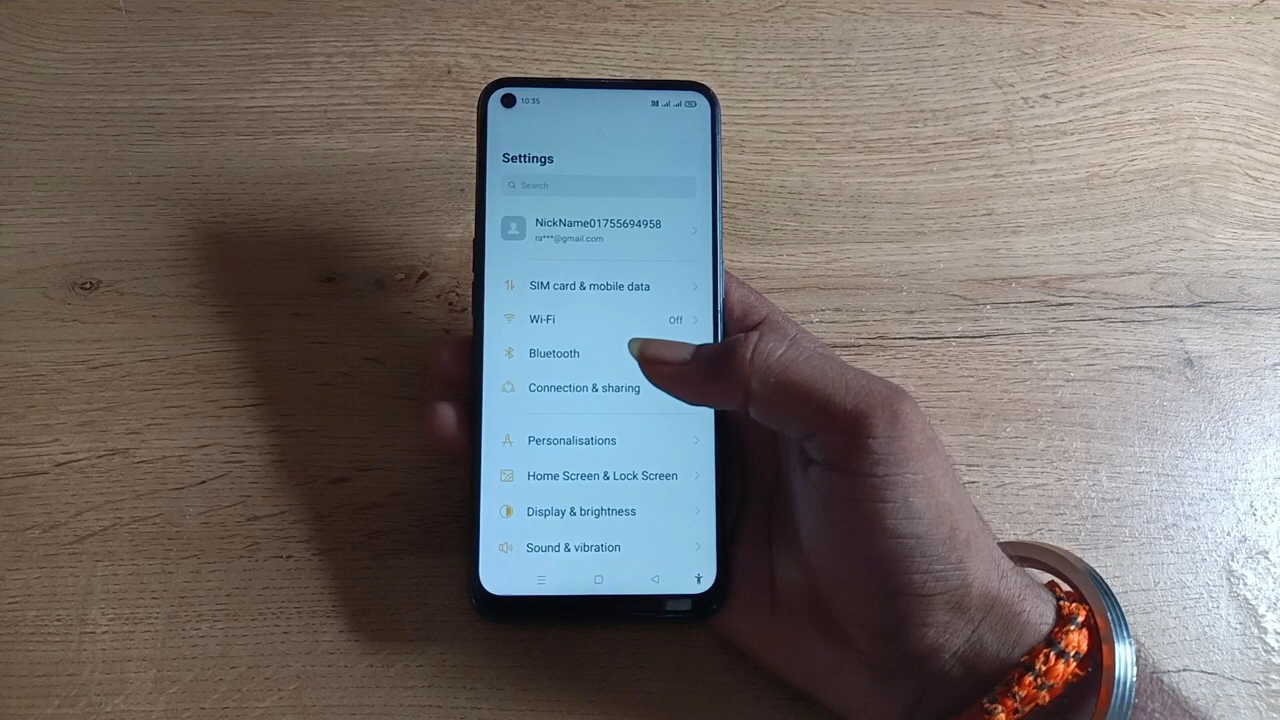 10:35
Settings
Search
NickName01755694958
ra***@gmail.com
SIM card & mobile data
Wi-Fi
Off
Bluetooth
Connection & sharing
Personalisations
Home Screen & Lock Screen
Display & brightness
Sound & vibration